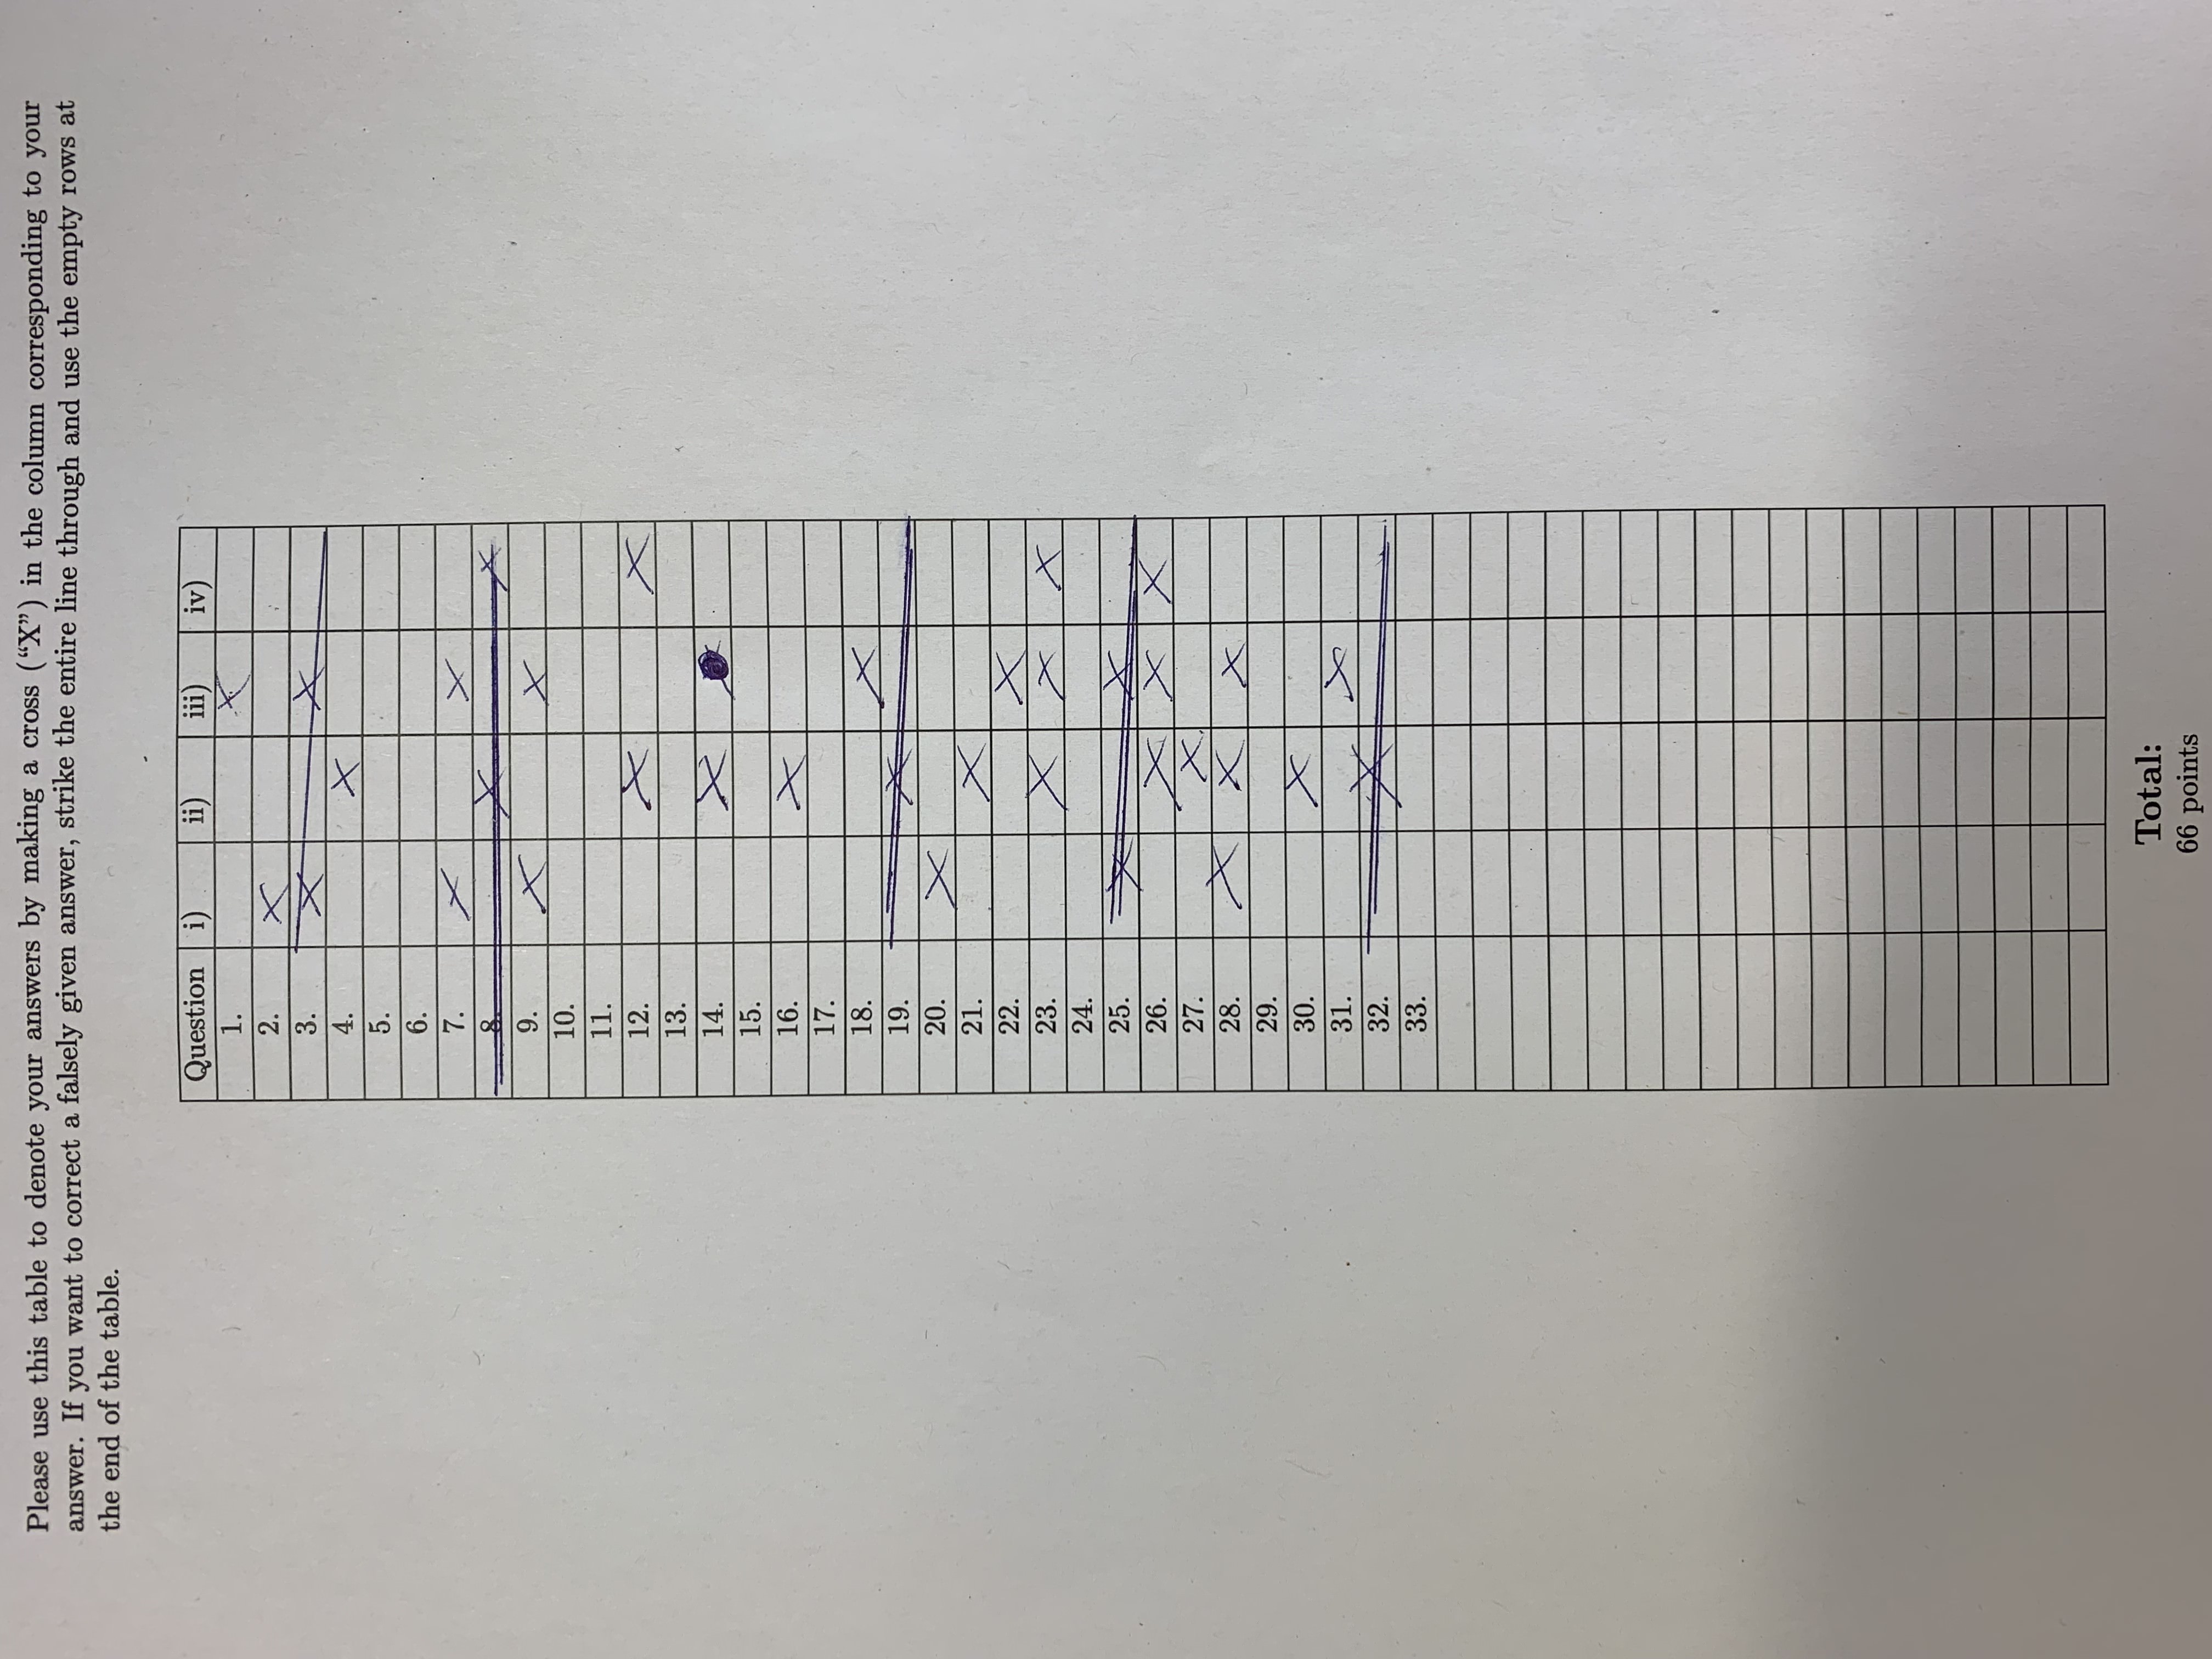 Please use this table to denote your answers by making a cross (“X”) in the column corresponding to your
answer. If you want to correct a falsely given answer, strike the entire line through and use the empty rows at
the end of the table.
Question i) ii) iii) iv)
1. X
2. X
3. X X
4. X
5.
6.
7. X X
8. X X
9. X X
10.
11.
12. X X
13.
14. X
15.
16. X
17.
18. X
19. X
20. X
21. X
22. X
23. X X X
24.
25. X X
26. X X X
27. X
28. X X X
29.
30. X
31. X
32. X
33.
Total:
66 points